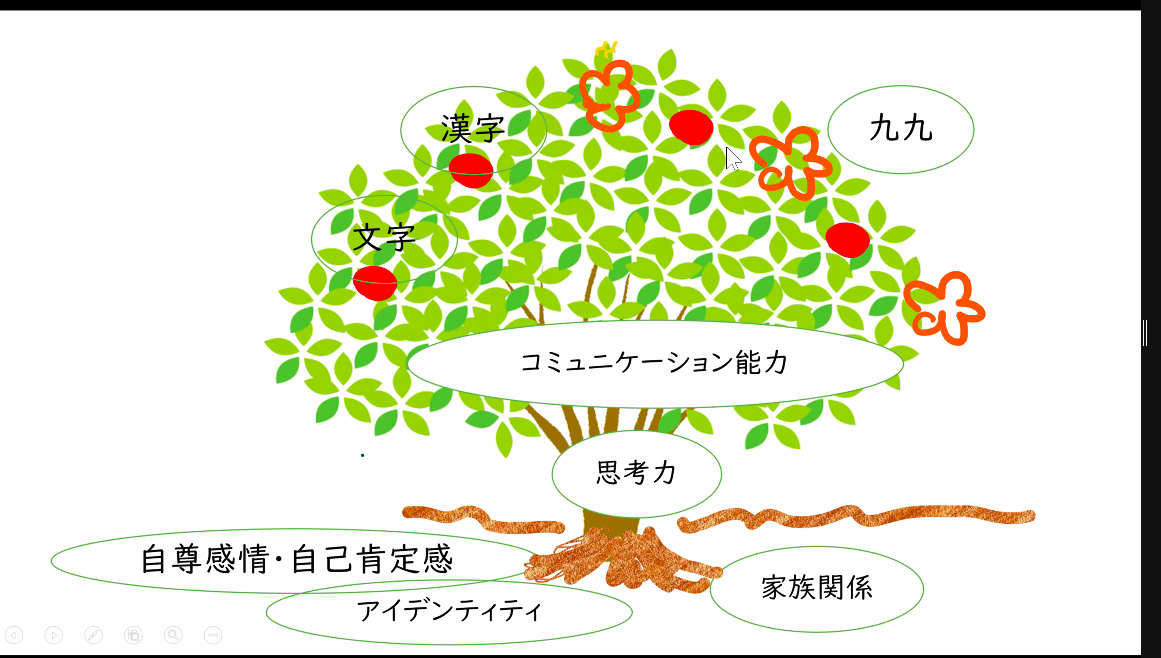 漢字
九九
文字
コミュニケーション能力
思考力
自尊感情・自己肯定感
家族関係
アイデンティティ